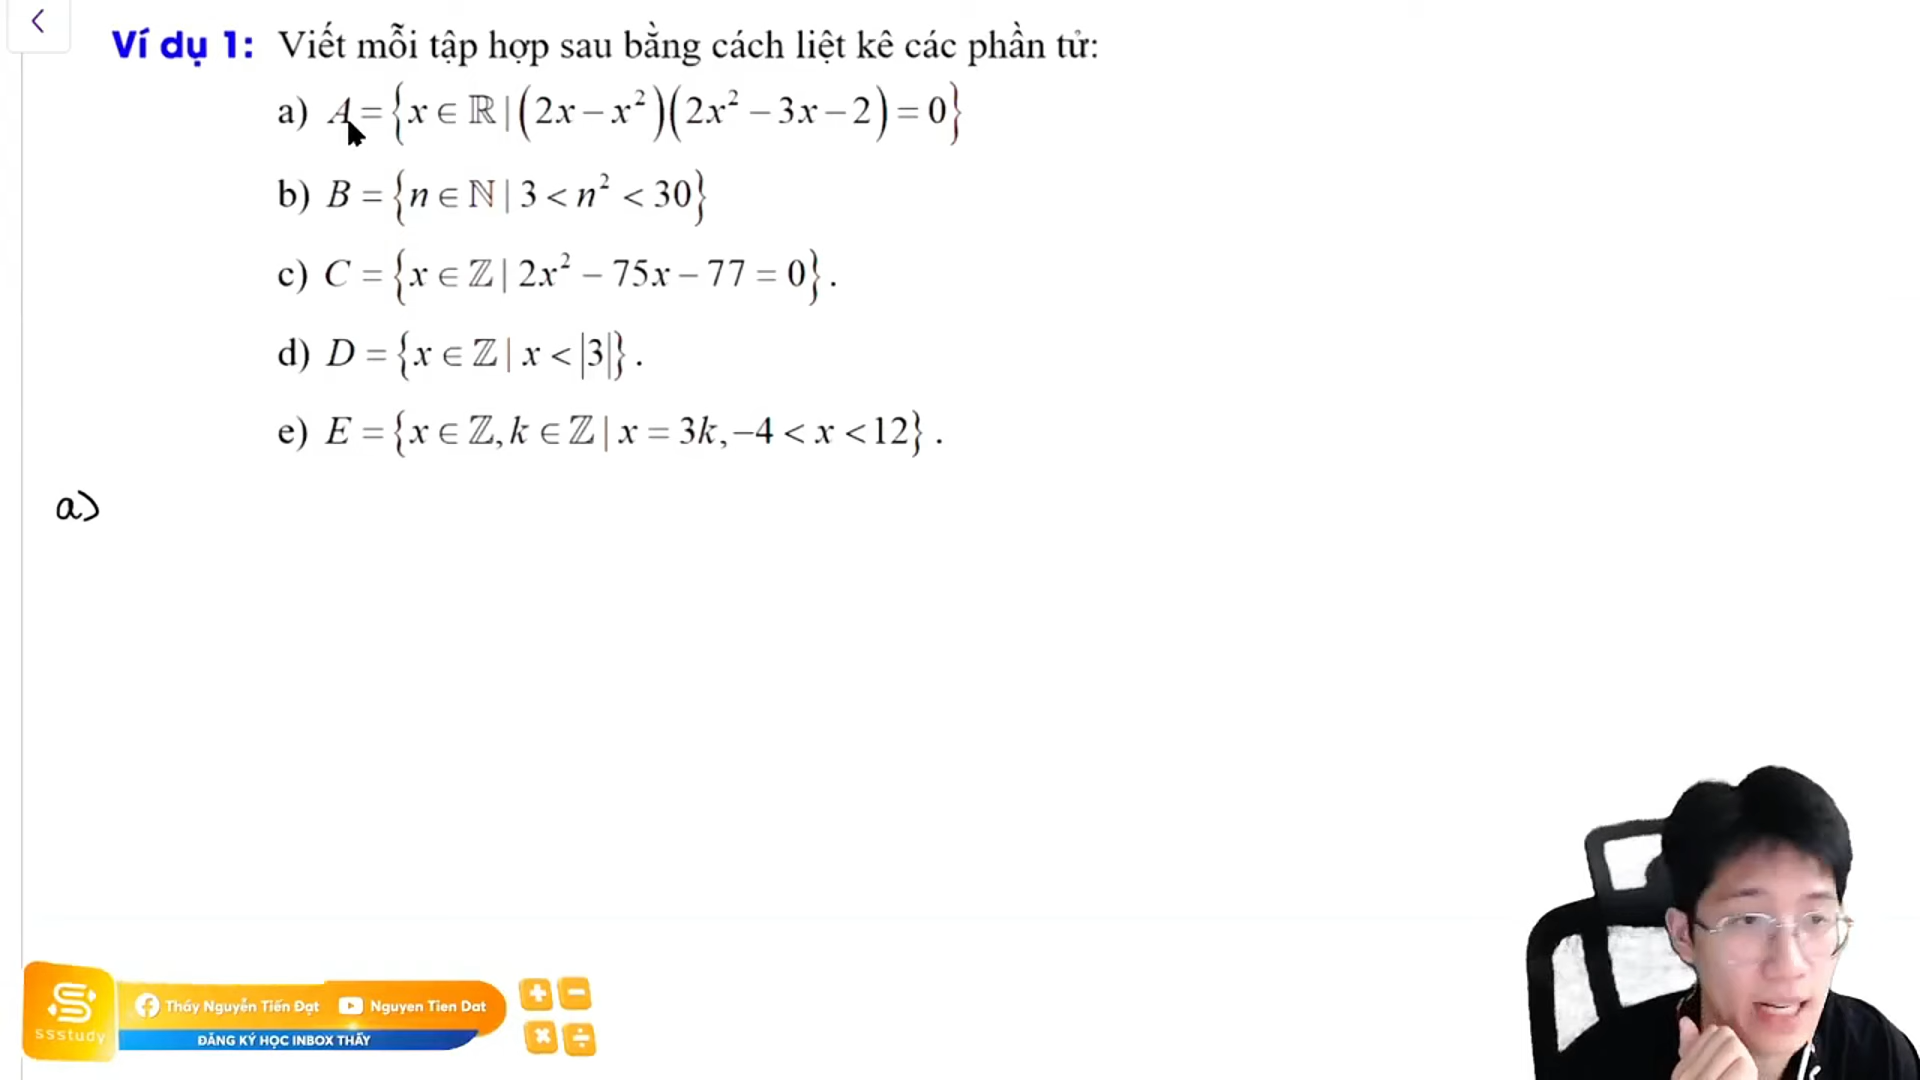 Ví dụ 1: Viết mỗi tập hợp sau bằng cách liệt kê các phần tử:
a) A = {x ∈ ℝ | (2x − x²)(2x² − 3x − 2) = 0}
b) B = {n ∈ ℕ | 3 < n² < 30}
c) C = {x ∈ ℤ | 2x² − 75x − 77 = 0}.
d) D = {x ∈ ℤ | x < |3|}.
e) E = {x ∈ ℤ, k ∈ ℤ | x = 3k, −4 < x < 12}.
a)
ssstudy
Thầy Nguyễn Tiến Đạt Nguyen Tien Dat
ĐĂNG KÝ HỌC INBOX THẦY